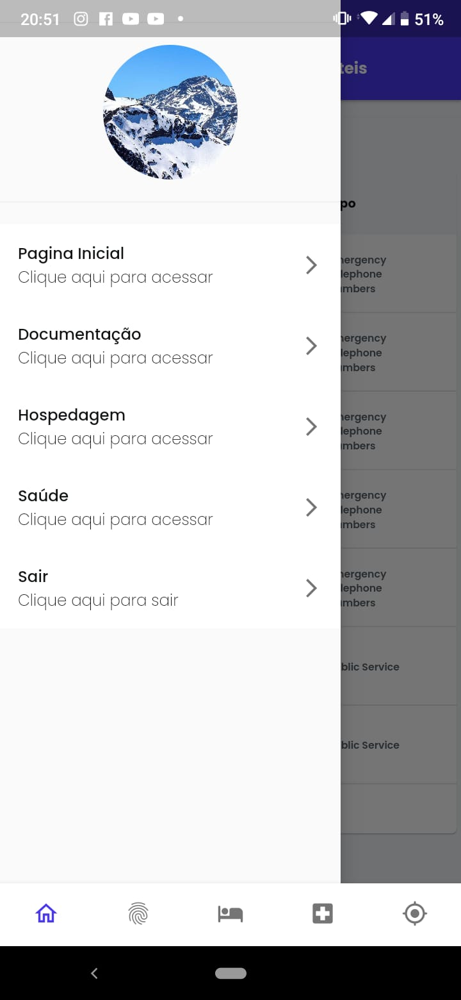 20:51
51%
teis
po
Pagina Inicial
Clique aqui para acessar
Documentação
Clique aqui para acessar
Hospedagem
Clique aqui para acessar
Saúde
Clique aqui para acessar
Sair
Clique aqui para sair
nergency
lephone
mbers
nergency
lephone
mbers
nergency
lephone
mbers
nergency
lephone
mbers
nergency
lephone
mbers
blic Service
blic Service